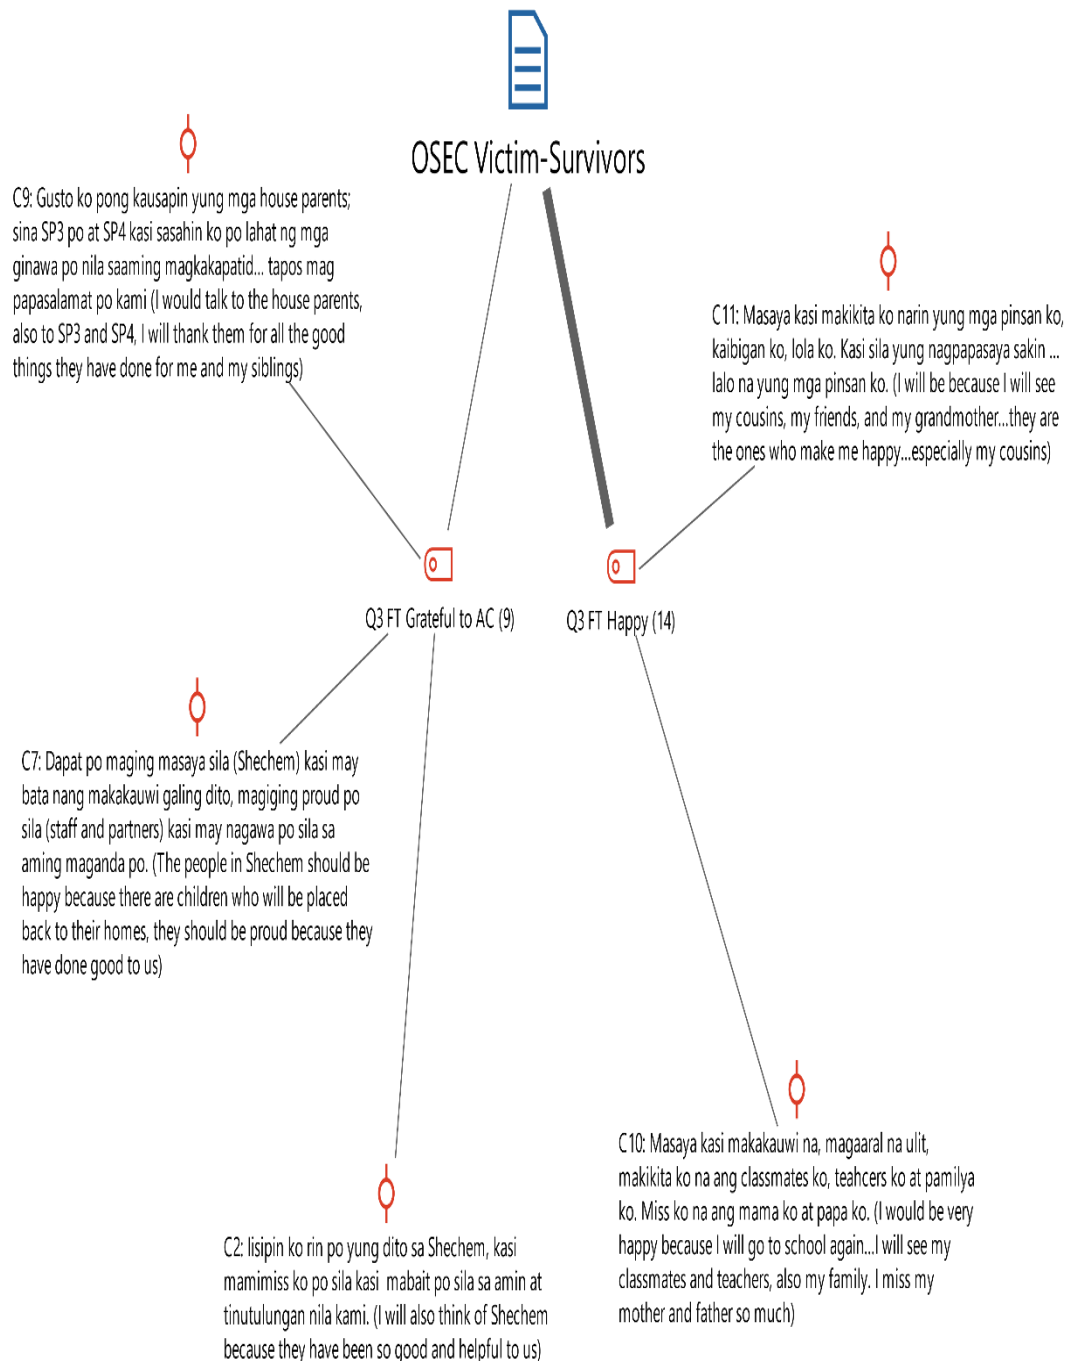 OSEC Victim-Survivors
C9: Gusto ko pong kausapin yung mga house parents;
sina SP3 po at SP4 kasi sasahin ko po lahat ng mga
ginawa po nila saaming magkakapatid... tapos mag
papasalamat po kami (I would talk to the house parents,
also to SP3 and SP4, I will thank them for all the good
things they have done for me and my siblings)
C11: Masaya kasi makikita ko narin yung mga pinsan ko,
kaibigan ko, lola ko. Kasi sila yung nagpapasaya sakin ...
lalo na yung mga pinsan ko. (I will be because I will see
my cousins, my friends, and my grandmother...they are
the ones who make me happy...especially my cousins)
Q3 FT Grateful to AC (9)
Q3 FT Happy (14)
C7: Dapat po maging masaya sila (Shechem) kasi may
bata nang makakauwi galing dito, magiging proud po
sila (staff and partners) kasi may nagawa po sila sa
aming maganda po. (The people in Shechem should be
happy because there are children who will be placed
back to their homes, they should be proud because they
have done good to us)
C10: Masaya kasi makakauwi na, magaaral na ulit,
makikita ko na ang classmates ko, teahcers ko at pamilya
ko. Miss ko na ang mama ko at papa ko. (I would be very
happy because I will go to school again...I will see my
classmates and teachers, also my family. I miss my
mother and father so much)
C2: Iisipin ko rin po yung dito sa Shechem, kasi
mamimiss ko po sila kasi mabait po sila sa amin at
tinutulungan nila kami. (I will also think of Shechem
because they have been so good and helpful to us)